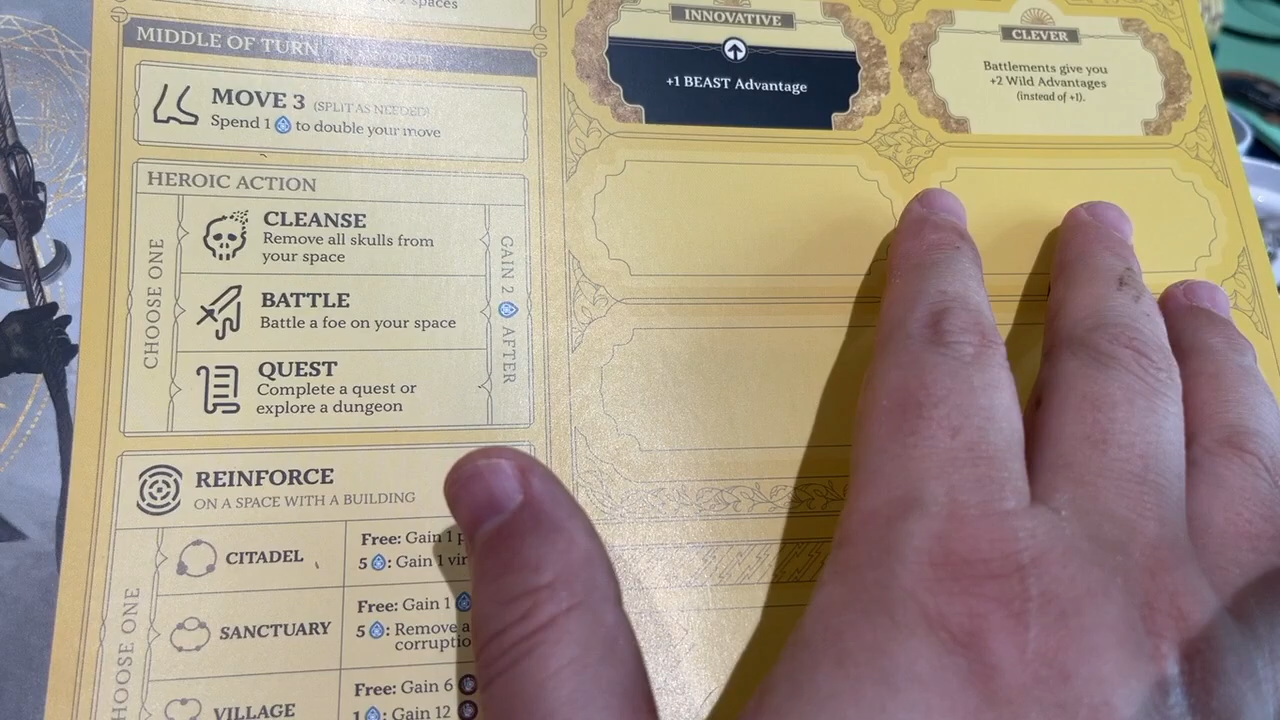 2 spaces
MIDDLE OF TURN
ORDER
MOVE 3 (SPLIT AS NEEDED)
Spend 1 to double your move
HEROIC ACTION
CHOOSE ONE
CLEANSE
Remove all skulls from
your space
BATTLE
Battle a foe on your space
QUEST
Complete a quest or
explore a dungeon
GAIN 2 AFTER
REINFORCE
ON A SPACE WITH A BUILDING
CITADEL
Free: Gain 1
5 : Gain 1
SANCTUARY
Free: Gain 1
5 : Remove
VILLAGE
Free: Gain 6
1 : Gain 12
INNOVATIVE
+1 BEAST Advantage
CLEVER
Battlements give you
+2 Wild Advantages
(instead of +1).